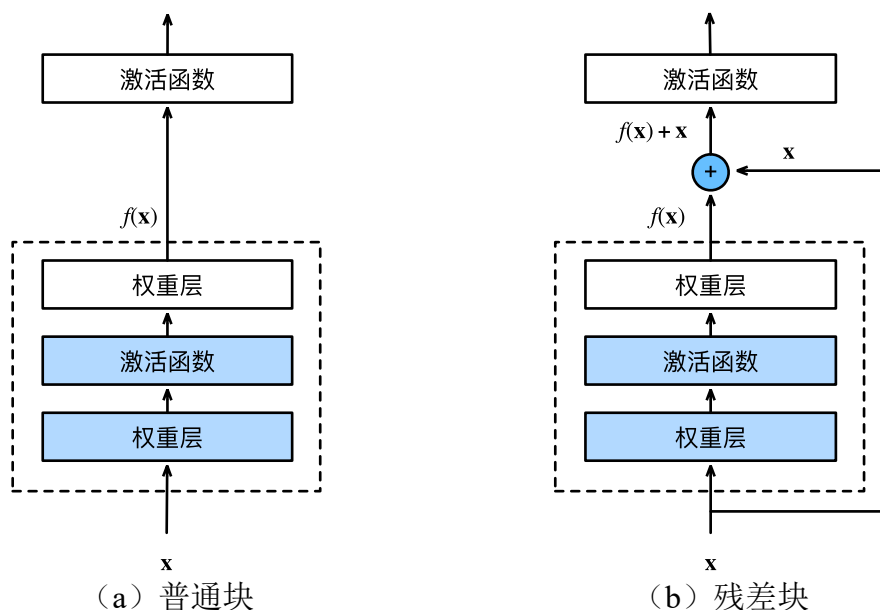 激活函数
f(x)
权重层
激活函数
权重层
x
（a）普通块
激活函数
f(x) + x
x
+
f(x)
权重层
激活函数
权重层
x
（b）残差块